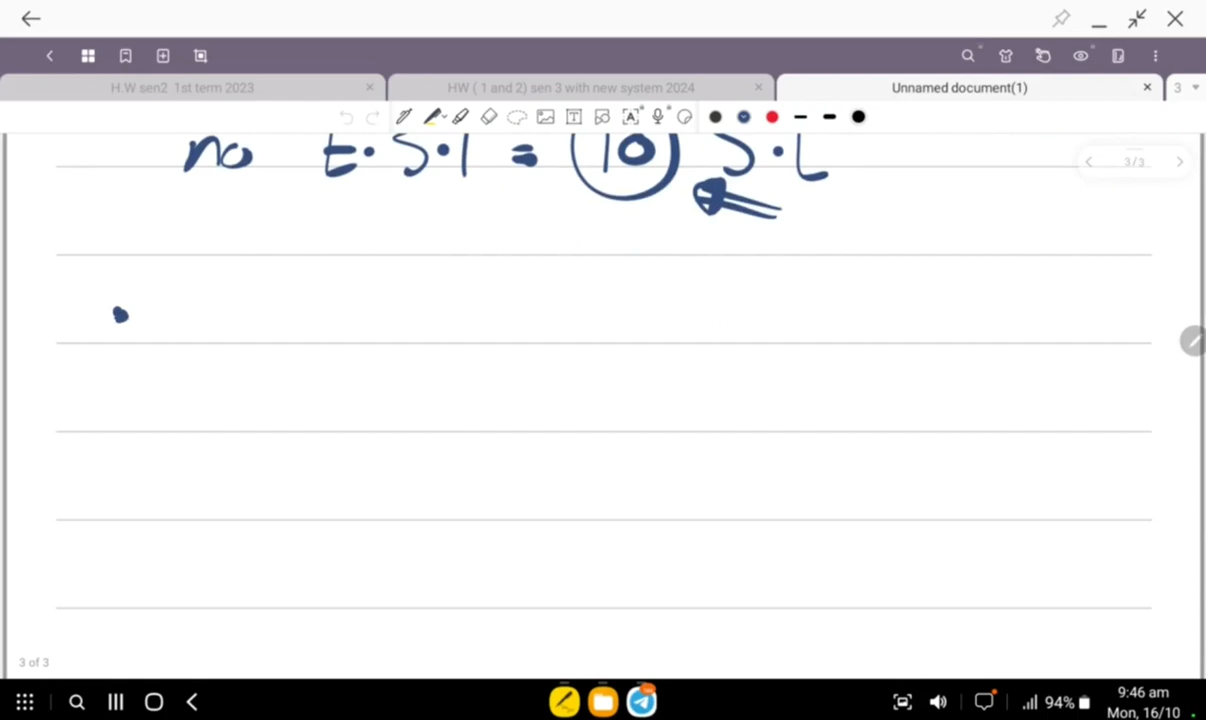 H.W sen2 1st term 2023
HW ( 1 and 2) sen 3 with new system 2024
Unnamed document(1)
3
T
A
no t.S.l = 10 S.L
3/3
3 of 3
94%
9:46 am
Mon, 16/10